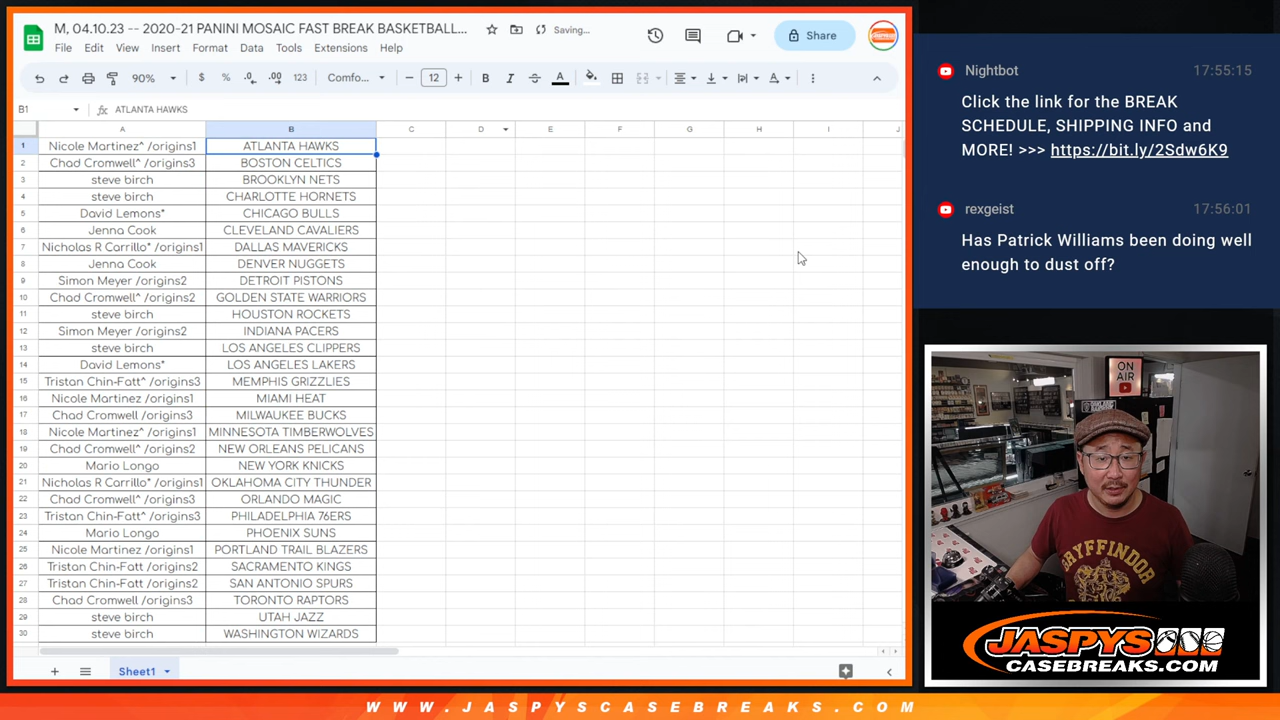 M, 04.10.23 -- 2020-21 PANINI MOSAIC FAST BREAK BASKETBALL...
Saving...
File Edit View Insert Format Data Tools Extensions Help
Share
90% $ % .0 .00 123 Comfo... 12 B I A
B1 fx ATLANTA HAWKS
A B C D E F G H I J
1 Nicole Martinez^ /origins1 ATLANTA HAWKS
2 Chad Cromwell^ /origins3 BOSTON CELTICS
3 steve birch BROOKLYN NETS
4 steve birch CHARLOTTE HORNETS
5 David Lemons* CHICAGO BULLS
6 Jenna Cook CLEVELAND CAVALIERS
7 Nicholas R Carrillo* /origins1 DALLAS MAVERICKS
8 Jenna Cook DENVER NUGGETS
9 Simon Meyer /origins2 DETROIT PISTONS
10 Chad Cromwell^ /origins2 GOLDEN STATE WARRIORS
11 steve birch HOUSTON ROCKETS
12 Simon Meyer /origins2 INDIANA PACERS
13 steve birch LOS ANGELES CLIPPERS
14 David Lemons* LOS ANGELES LAKERS
15 Tristan Chin-Fatt^ /origins3 MEMPHIS GRIZZLIES
16 Nicole Martinez /origins1 MIAMI HEAT
17 Chad Cromwell /origins3 MILWAUKEE BUCKS
18 Nicole Martinez^ /origins1 MINNESOTA TIMBERWOLVES
19 Chad Cromwell^ /origins2 NEW ORLEANS PELICANS
20 Mario Longo NEW YORK KNICKS
21 Nicholas R Carrillo* /origins1 OKLAHOMA CITY THUNDER
22 Chad Cromwell^ /origins3 ORLANDO MAGIC
23 Tristan Chin-Fatt^ /origins3 PHILADELPHIA 76ERS
24 Mario Longo PHOENIX SUNS
25 Nicole Martinez /origins1 PORTLAND TRAIL BLAZERS
26 Tristan Chin-Fatt /origins2 SACRAMENTO KINGS
27 Tristan Chin-Fatt /origins2 SAN ANTONIO SPURS
28 Chad Cromwell /origins3 TORONTO RAPTORS
29 steve birch UTAH JAZZ
30 steve birch WASHINGTON WIZARDS
Sheet1
Nightbot 17:55:15
Click the link for the BREAK
SCHEDULE, SHIPPING INFO and
MORE! >>> https://bit.ly/2Sdw6K9
rexgeist 17:56:01
Has Patrick Williams been doing well
enough to dust off?
ON
AIR
GRYFFINDOR
JASPYS
CASEBREAKS.COM
WWW.JASPYSCASEBREAKS.COM